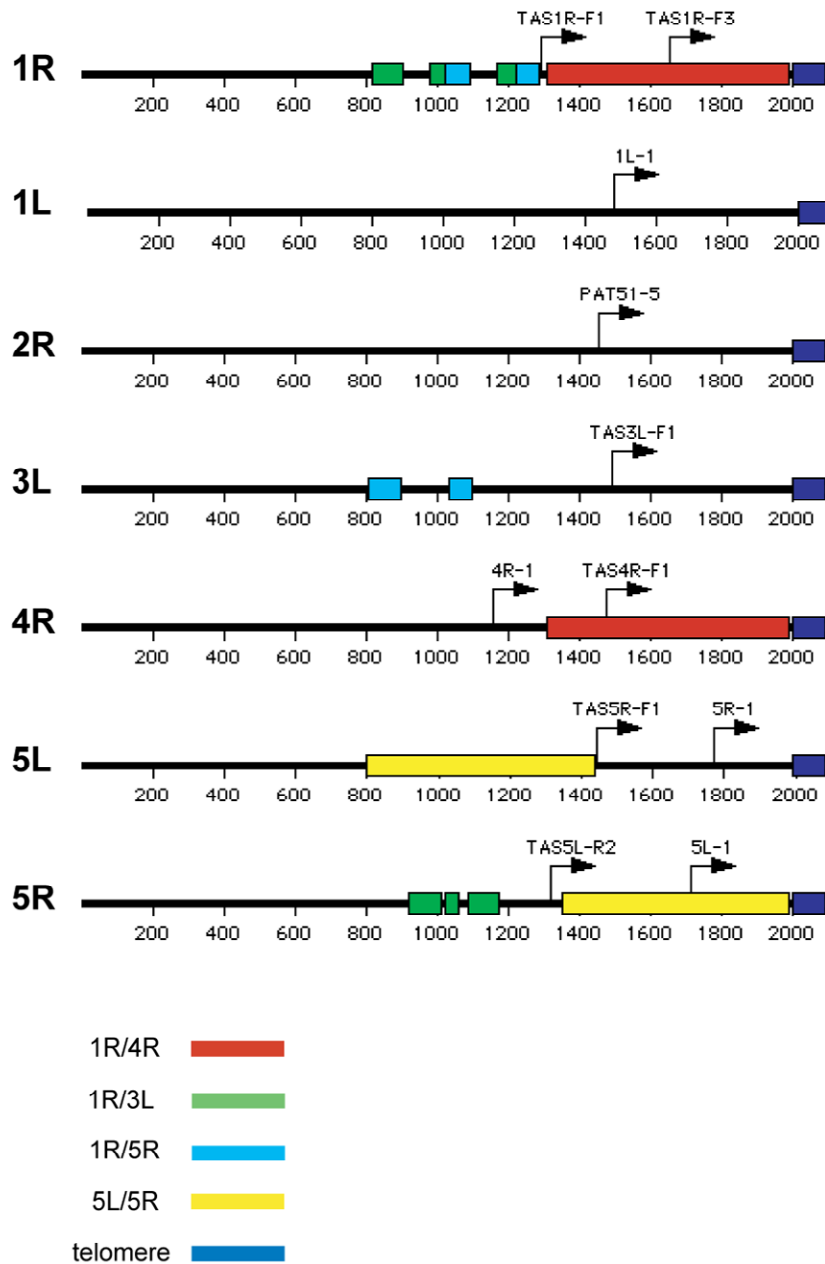 TAS1R-F1 TAS1R-F3
1R
200 400 600 800 1000 1200 1400 1600 1800 2000
1L-1
1L
200 400 600 800 1000 1200 1400 1600 1800 2000
PAT51-5
2R
200 400 600 800 1000 1200 1400 1600 1800 2000
TAS3L-F1
3L
200 400 600 800 1000 1200 1400 1600 1800 2000
4R-1 TAS4R-F1
4R
200 400 600 800 1000 1200 1400 1600 1800 2000
TAS5R-F1 5R-1
5L
200 400 600 800 1000 1200 1400 1600 1800 2000
TAS5L-R2 5L-1
5R
200 400 600 800 1000 1200 1400 1600 1800 2000
1R/4R
1R/3L
1R/5R
5L/5R
telomere